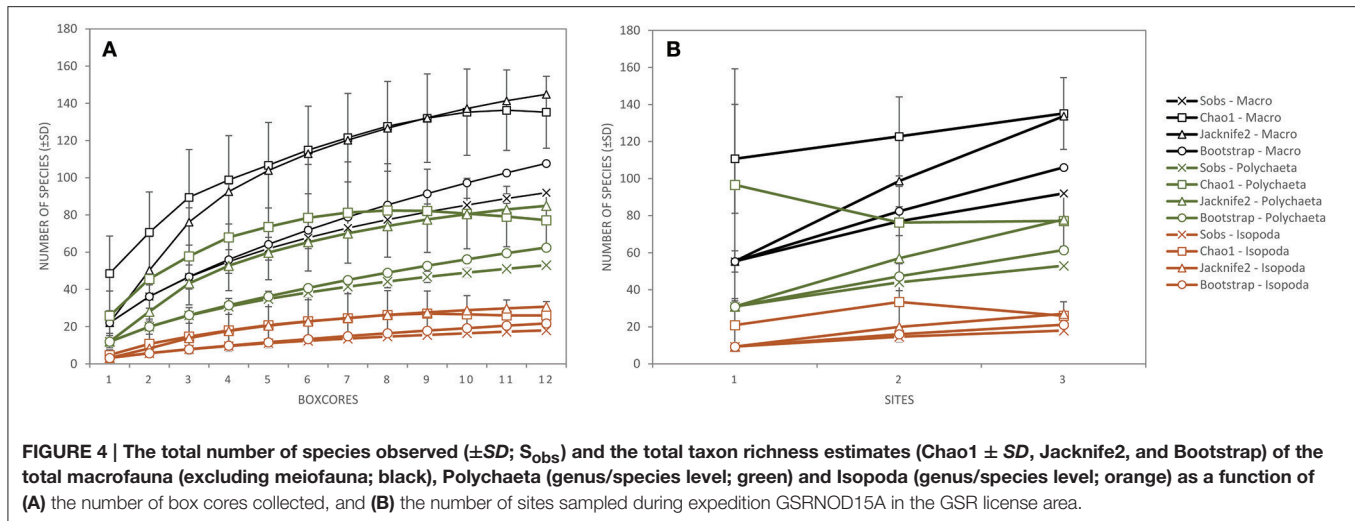 A
NUMBER OF SPECIES (±SD)
180
160
140
120
100
80
60
40
20
0
1 2 3 4 5 6 7 8 9 10 11 12
BOXCORES
B
NUMBER OF SPECIES (±SD)
180
160
140
120
100
80
60
40
20
0
1 2 3
SITES
Sobs - Macro
Chao1 - Macro
Jacknife2 - Macro
Bootstrap - Macro
Sobs - Polychaeta
Chao1 - Polychaeta
Jacknife2 - Polychaeta
Bootstrap - Polychaeta
Sobs - Isopoda
Chao1 - Isopoda
Jacknife2 - Isopoda
Bootstrap - Isopoda
FIGURE 4 | The total number of species observed (±SD; Sobs) and the total taxon richness estimates (Chao1 ± SD, Jacknife2, and Bootstrap) of the
total macrofauna (excluding meiofauna; black), Polychaeta (genus/species level; green) and Isopoda (genus/species level; orange) as a function of
(A) the number of box cores collected, and (B) the number of sites sampled during expedition GSRNOD15A in the GSR license area.